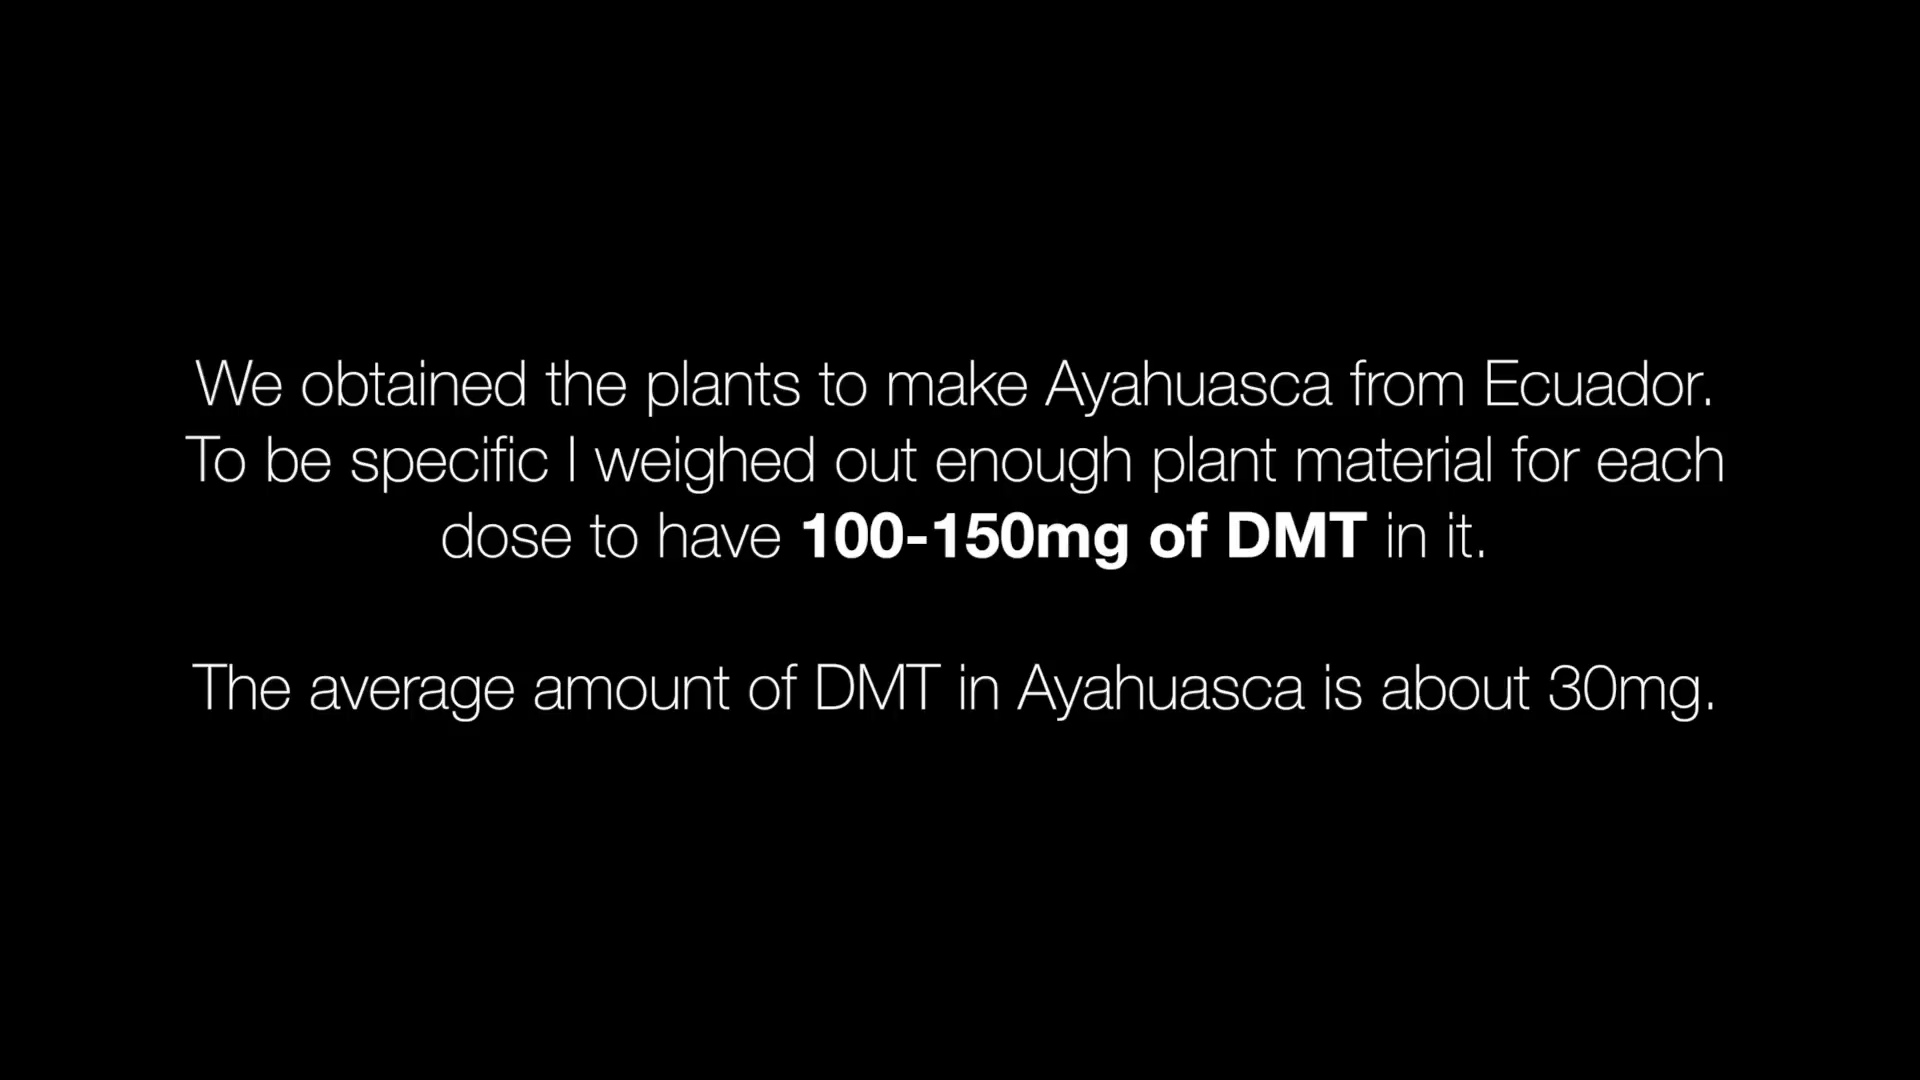 We obtained the plants to make Ayahuasca from Ecuador.
To be specific I weighed out enough plant material for each
dose to have 100-150mg of DMT in it.
The average amount of DMT in Ayahuasca is about 30mg.